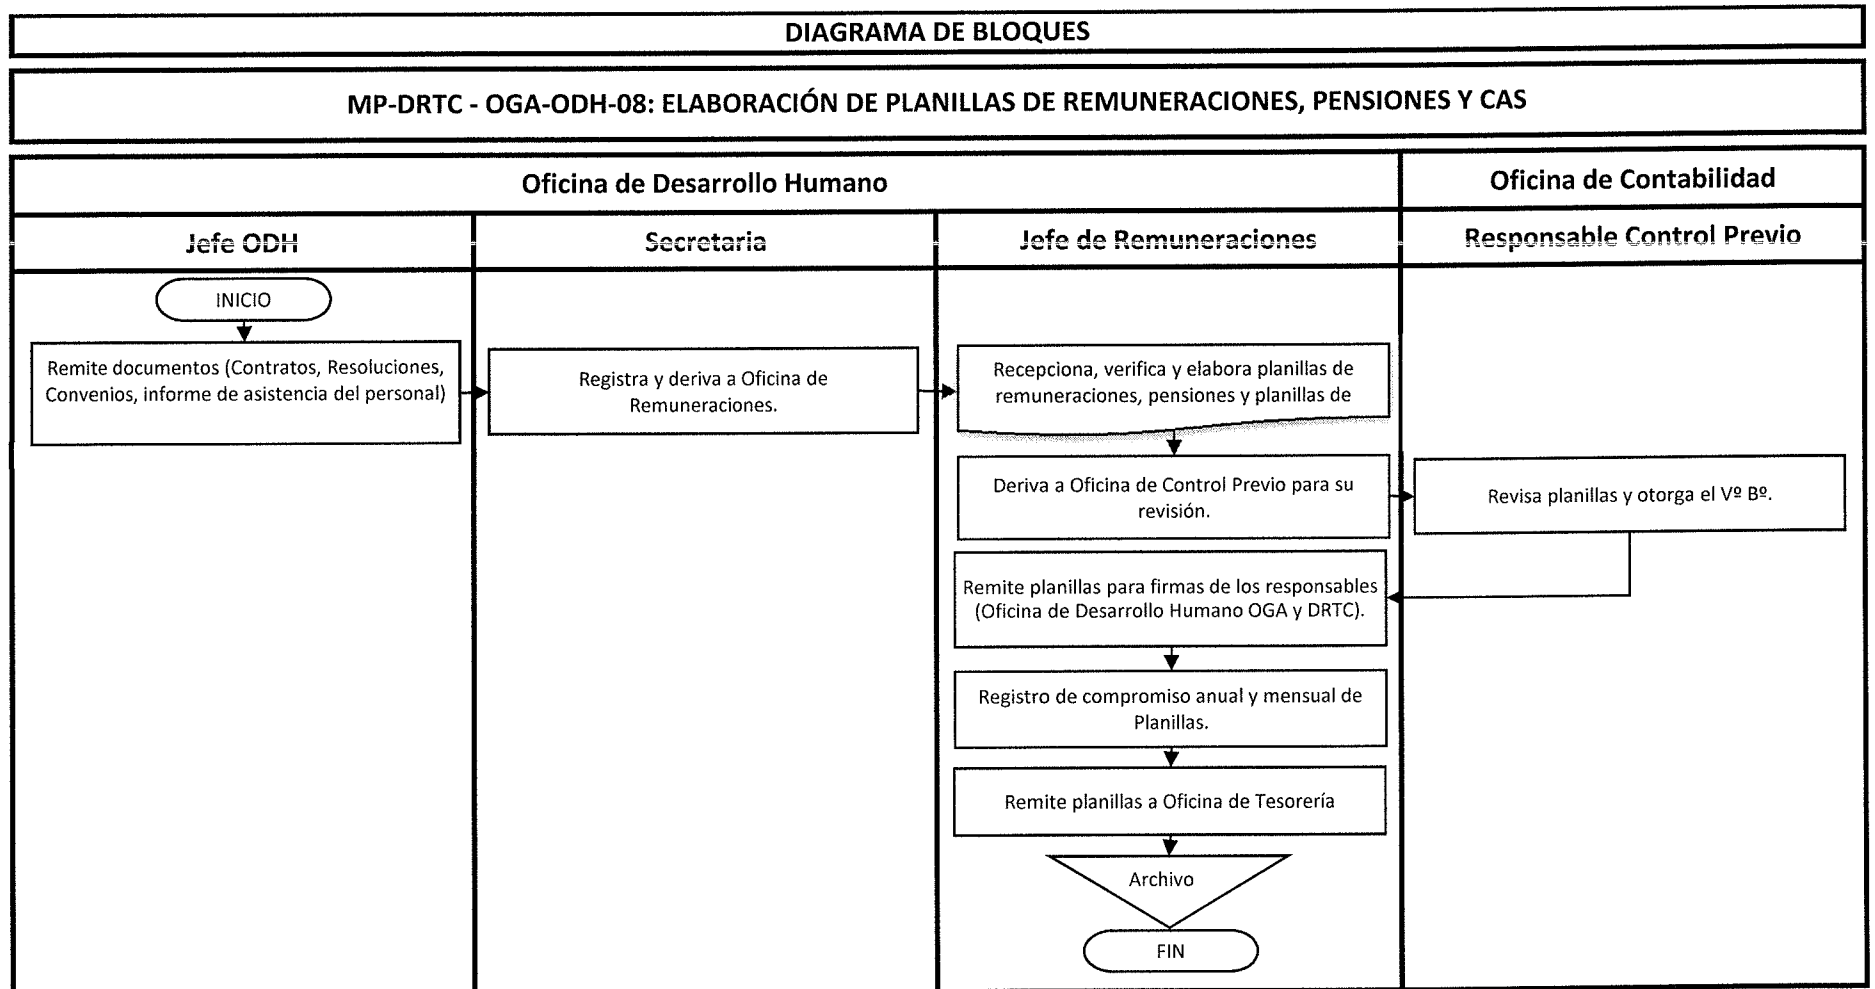 DIAGRAMA DE BLOQUES
MP-DRTC - OGA-ODH-08: ELABORACIÓN DE PLANILLAS DE REMUNERACIONES, PENSIONES Y CAS
Oficina de Desarrollo Humano
Oficina de Contabilidad
Jefe ODH
Secretaria
Jefe de Remuneraciones
Responsable Control Previo
INICIO
Remite documentos (Contratos, Resoluciones,
Convenios, informe de asistencia del personal)
Registra y deriva a Oficina de
Remuneraciones.
Recepciona, verifica y elabora planillas de
remuneraciones, pensiones y planillas de
Deriva a Oficina de Control Previo para su
revisión.
Revisa planillas y otorga el Vº Bº.
Remite planillas para firmas de los responsables
(Oficina de Desarrollo Humano OGA y DRTC).
Registro de compromiso anual y mensual de
Planillas.
Remite planillas a Oficina de Tesorería
Archivo
FIN